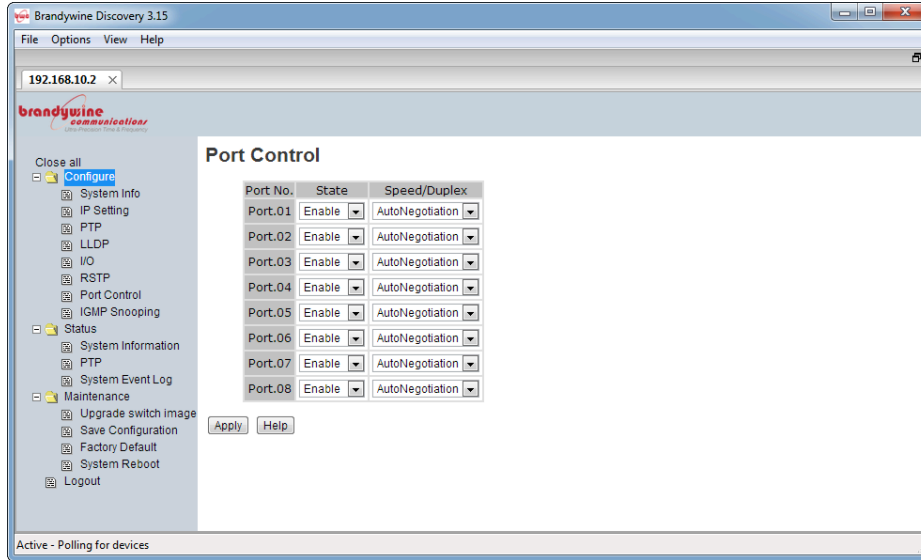 Brandywine Discovery 3.15
File Options View Help
192.168.10.2
brandywine
communications
Ultra-Precision Time & Frequency
Close all
Configure
System Info
IP Setting
PTP
LLDP
I/O
RSTP
Port Control
IGMP Snooping
Status
System Information
PTP
System Event Log
Maintenance
Upgrade switch image
Save Configuration
Factory Default
System Reboot
Logout
Port Control
Port No. State Speed/Duplex
Port.01 Enable AutoNegotiation
Port.02 Enable AutoNegotiation
Port.03 Enable AutoNegotiation
Port.04 Enable AutoNegotiation
Port.05 Enable AutoNegotiation
Port.06 Enable AutoNegotiation
Port.07 Enable AutoNegotiation
Port.08 Enable AutoNegotiation
Apply Help
Active - Polling for devices